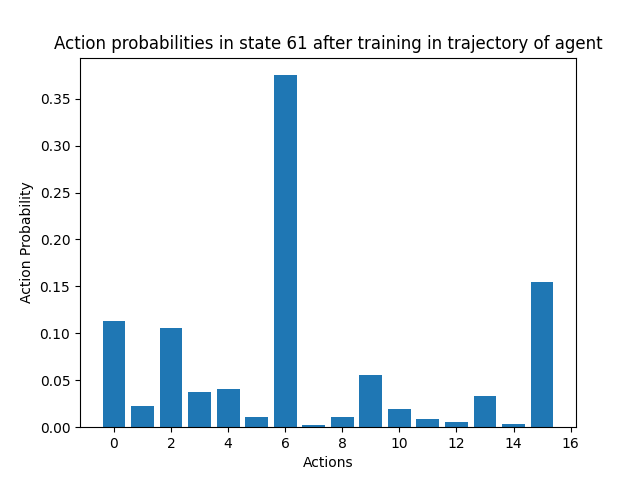 Action probabilities in state 61 after training in trajectory of agent
0.35
0.30
0.25
0.20
0.15
0.10
0.05
0.00
Action Probability
0 2 4 6 8 10 12 14 16
Actions